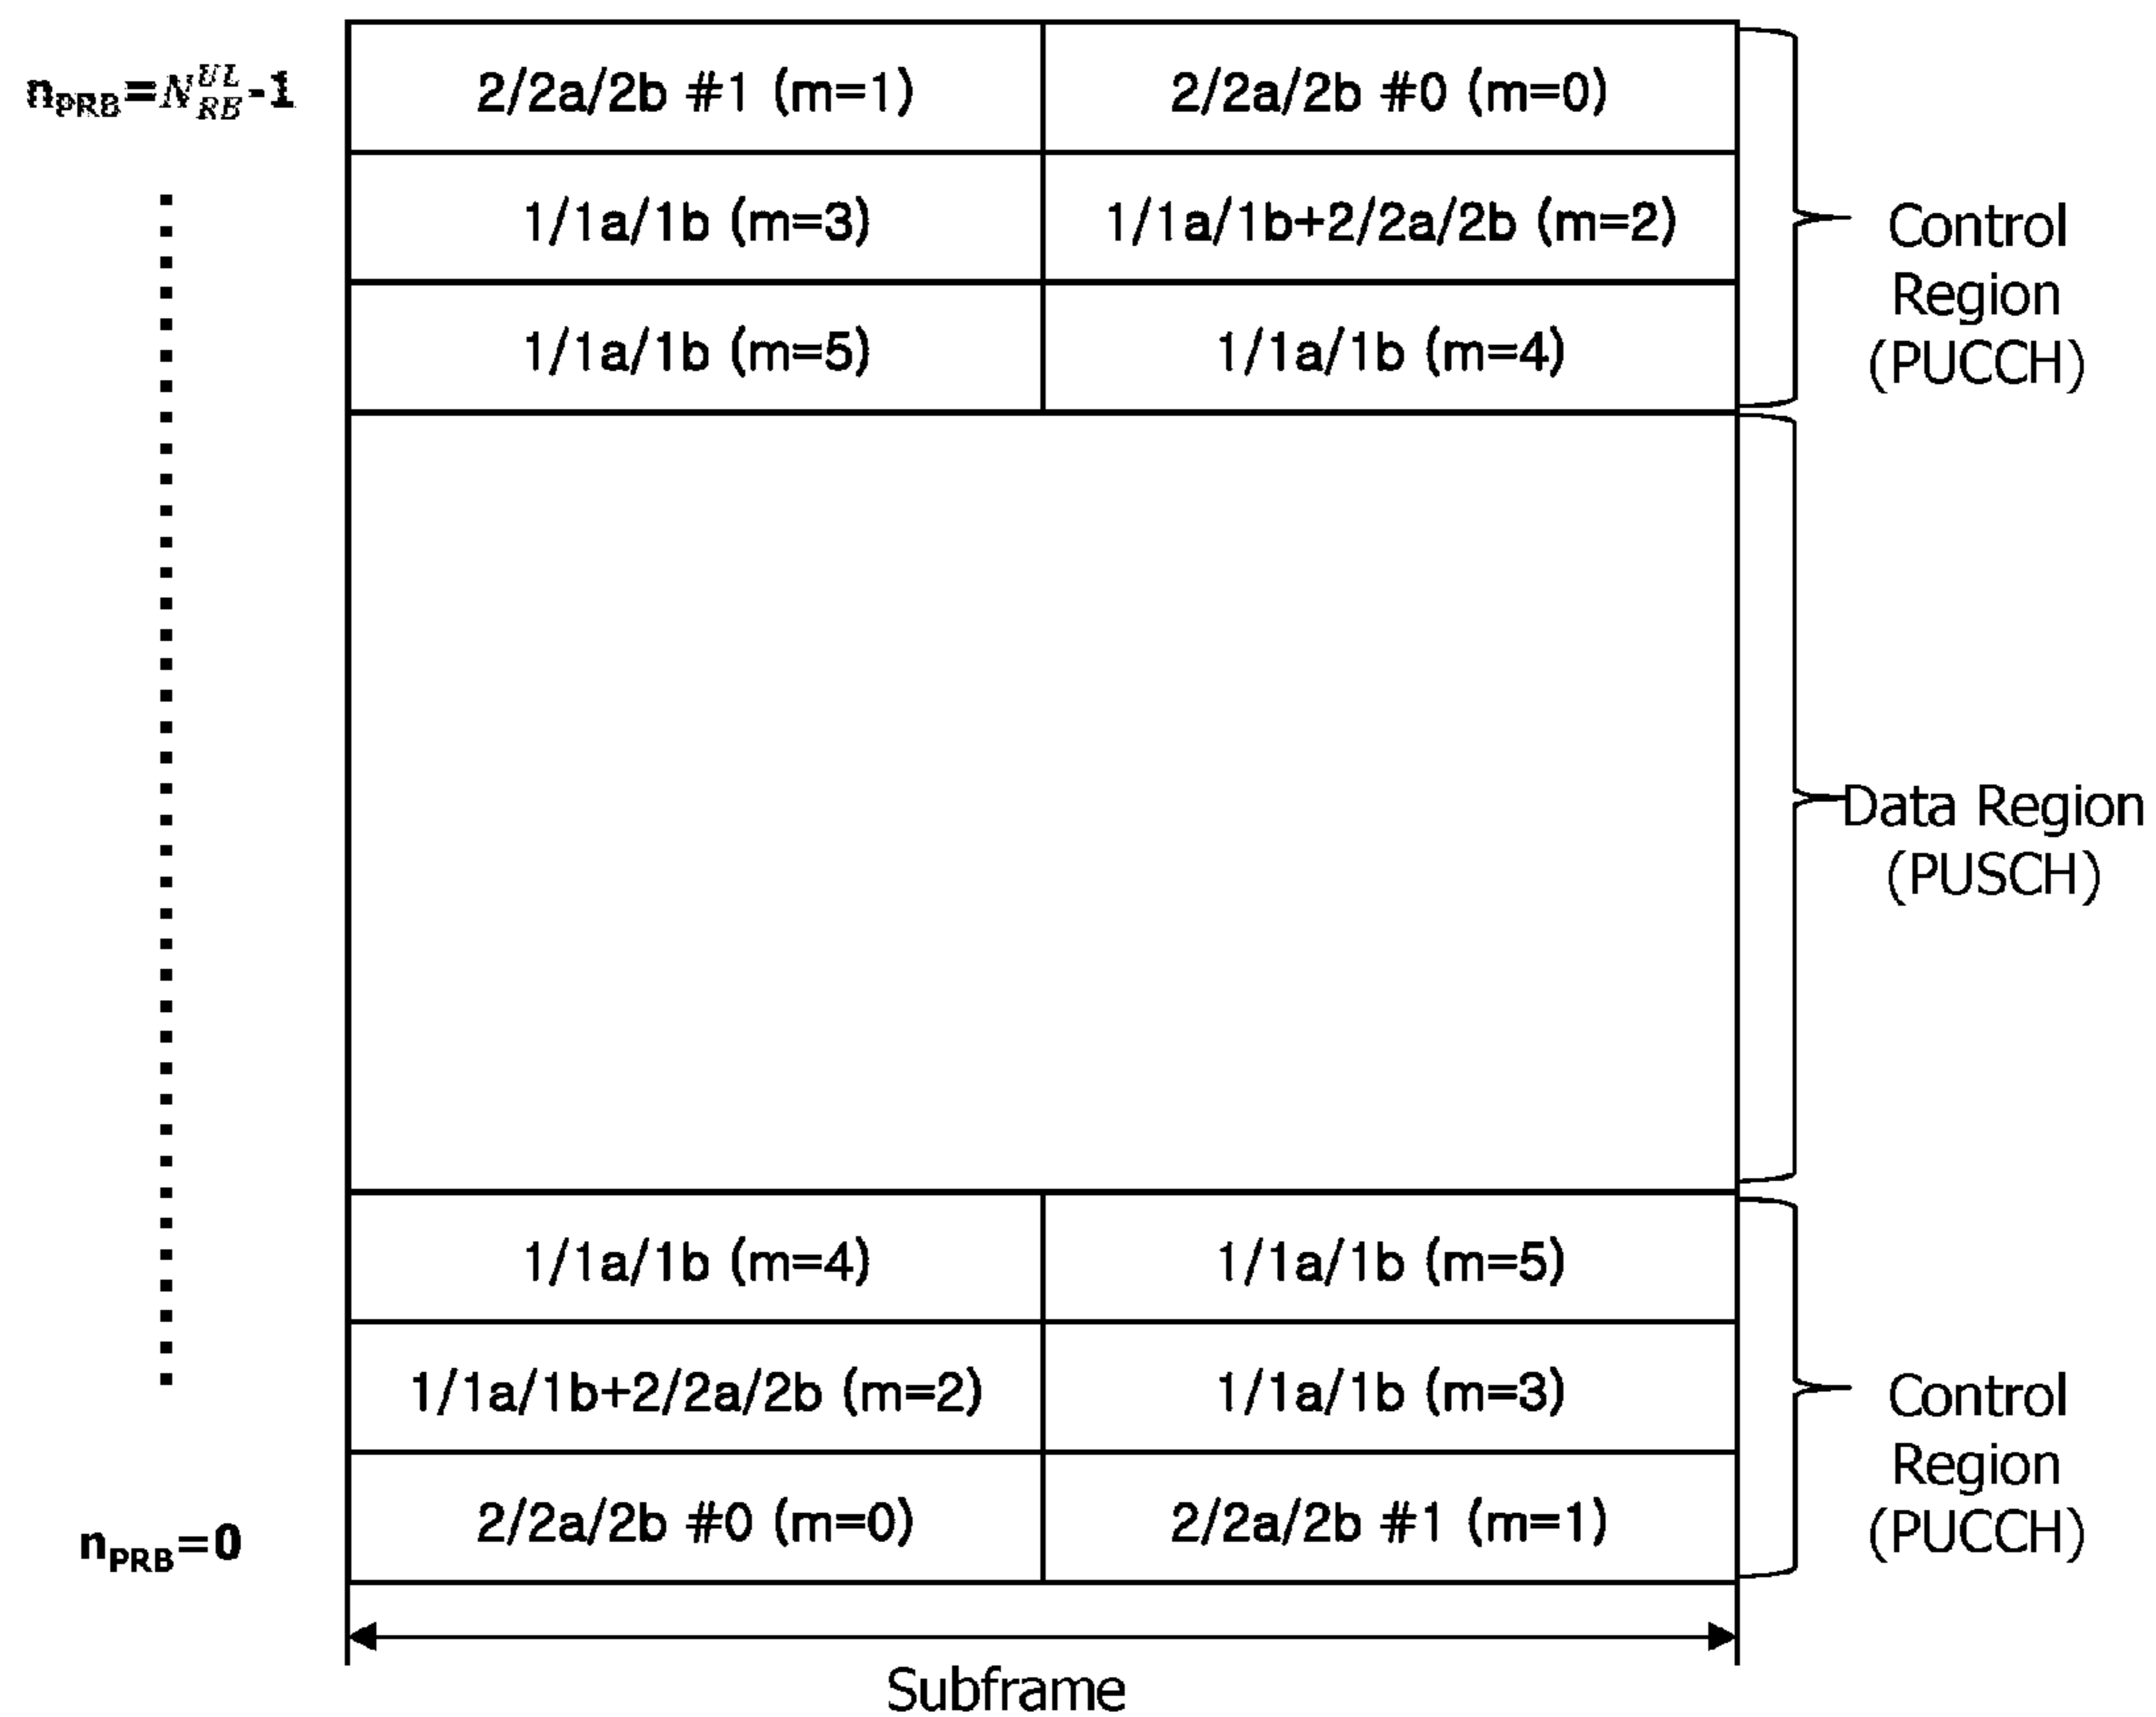 n_PRB=N_RB^UL-1
2/2a/2b #1 (m=1)
2/2a/2b #0 (m=0)
1/1a/1b (m=3)
1/1a/1b+2/2a/2b (m=2)
1/1a/1b (m=5)
1/1a/1b (m=4)
Control
Region
(PUCCH)
Data Region
(PUSCH)
1/1a/1b (m=4)
1/1a/1b (m=5)
1/1a/1b+2/2a/2b (m=2)
1/1a/1b (m=3)
n_PRB=0
2/2a/2b #0 (m=0)
2/2a/2b #1 (m=1)
Control
Region
(PUCCH)
Subframe